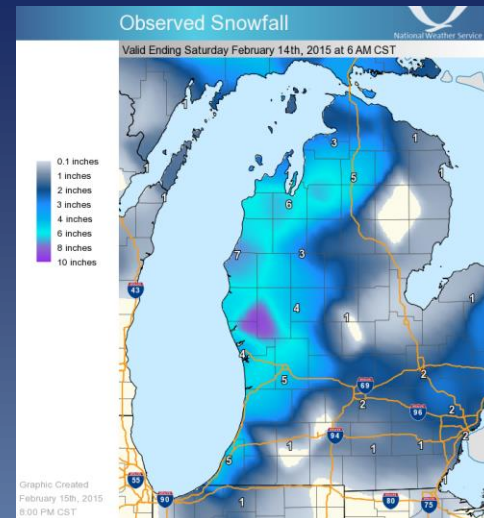 Observed Snowfall
National Weather Service
Valid Ending Saturday February 14th, 2015 at 6 AM CST
0.1 inches
1 inches
2 inches
3 inches
4 inches
6 inches
8 inches
10 inches
1
3
1
1
5
1
6
1
7
3
43
4
1
1
4
5
69
2
2
96
2
94
2
1
1
1
5
55
90
1
80
1
75
Graphic Created
February 15th, 2015
8:00 PM CST